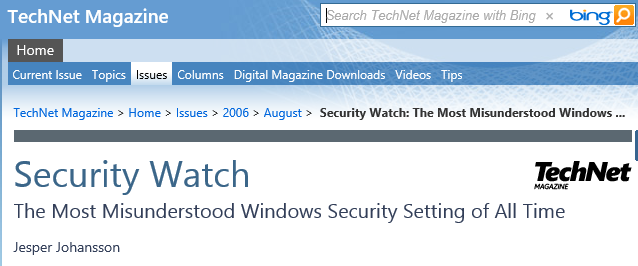 TechNet Magazine
Search TechNet Magazine with Bing × bing
Home
Current Issue Topics Issues Columns Digital Magazine Downloads Videos Tips
TechNet Magazine > Home > Issues > 2006 > August > Security Watch: The Most Misunderstood Windows ...
Security Watch
TechNet
MAGAZINE
The Most Misunderstood Windows Security Setting of All Time
Jesper Johansson